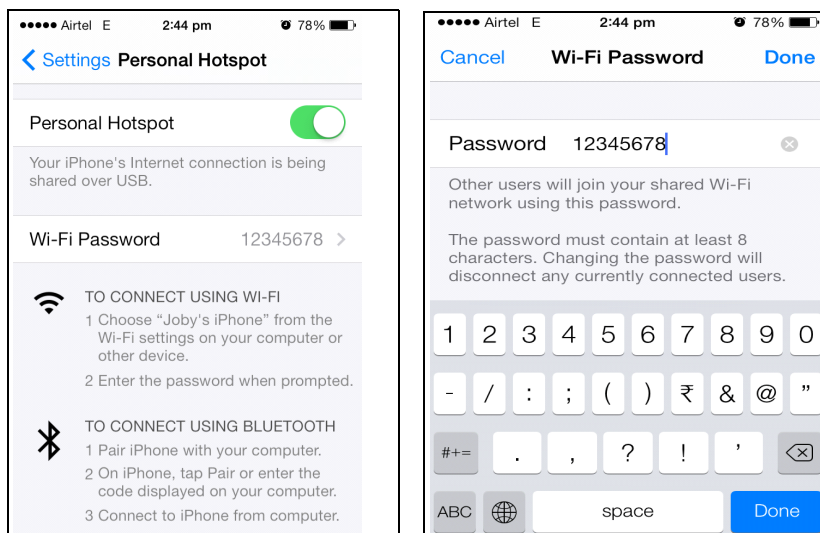 Airtel E 2:44 pm 78%
Settings Personal Hotspot
Personal Hotspot
Your iPhone's Internet connection is being
shared over USB.
Wi-Fi Password 12345678
TO CONNECT USING WI-FI
1 Choose “Joby's iPhone” from the
Wi-Fi settings on your computer or
other device.
2 Enter the password when prompted.
TO CONNECT USING BLUETOOTH
1 Pair iPhone with your computer.
2 On iPhone, tap Pair or enter the
code displayed on your computer.
3 Connect to iPhone from computer.
Airtel E 2:44 pm 78%
Cancel Wi-Fi Password Done
Password 12345678
Other users will join your shared Wi-Fi
network using this password.
The password must contain at least 8
characters. Changing the password will
disconnect any currently connected users.
1 2 3 4 5 6 7 8 9 0
- / : ; ( ) ₹ & @ ”
#+= . , ? ! ’
ABC space Done